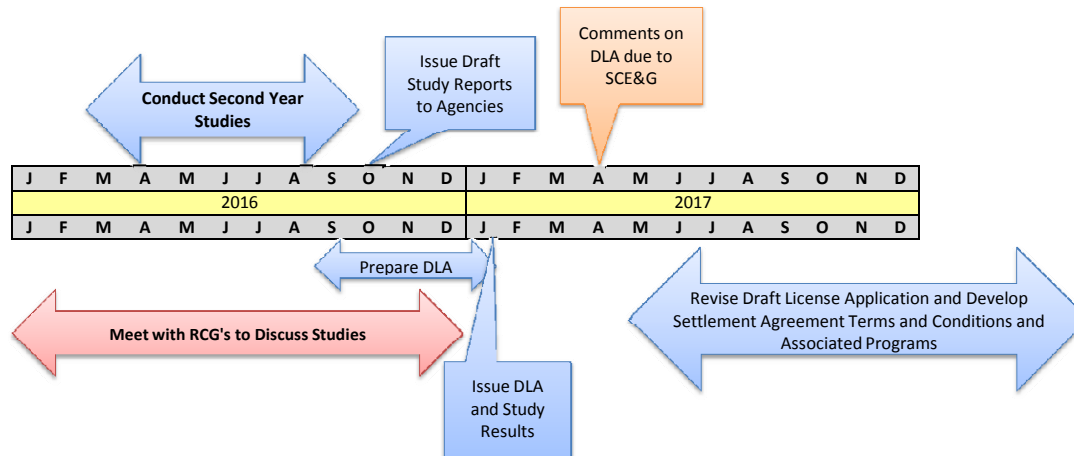 Comments on
DLA due to
SCE&G
Issue Draft
Study Reports
to Agencies
Conduct Second Year
Studies
J F M A M J J A S O N D J F M A M J J A S O N D
2016 2017
J F M A M J J A S O N D J F M A M J J A S O N D
Prepare DLA
Meet with RCG's to Discuss Studies
Revise Draft License Application and Develop
Settlement Agreement Terms and Conditions and
Associated Programs
Issue DLA
and Study
Results